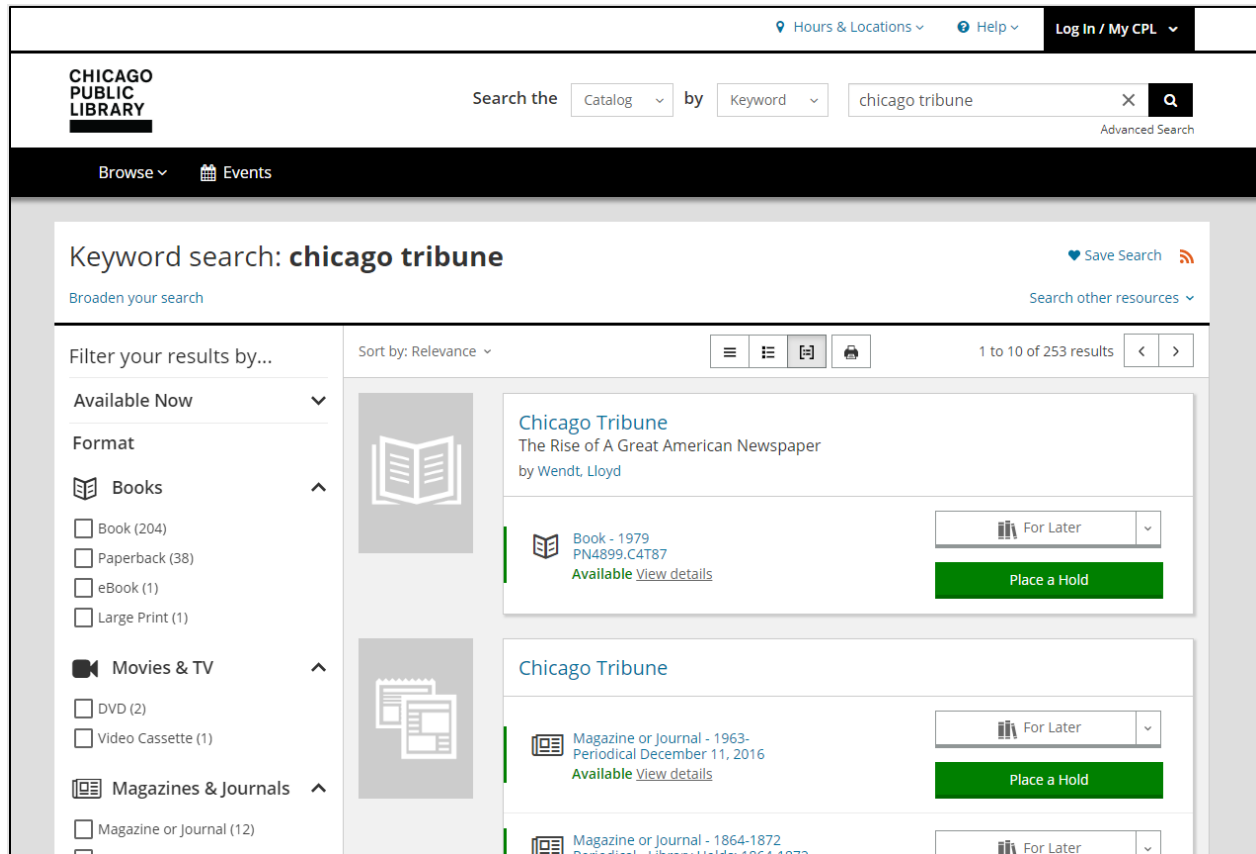 Hours & Locations
Help
Log In / My CPL
CHICAGO
PUBLIC
LIBRARY
Search the
Catalog
by
Keyword
chicago tribune
Advanced Search
Browse
Events
Keyword search: chicago tribune
Save Search
Broaden your search
Search other resources
Filter your results by...
Available Now
Format
Books
Book (204)
Paperback (38)
eBook (1)
Large Print (1)
Movies & TV
DVD (2)
Video Cassette (1)
Magazines & Journals
Magazine or Journal (12)
Sort by: Relevance
1 to 10 of 253 results
Chicago Tribune
The Rise of A Great American Newspaper
by Wendt, Lloyd
Book - 1979
PN4899.C4T87
Available View details
For Later
Place a Hold
Chicago Tribune
Magazine or Journal - 1963-
Periodical December 11, 2016
Available View details
For Later
Place a Hold
Magazine or Journal - 1864-1872
Periodical - Library Holds: 1864-1872
For Later